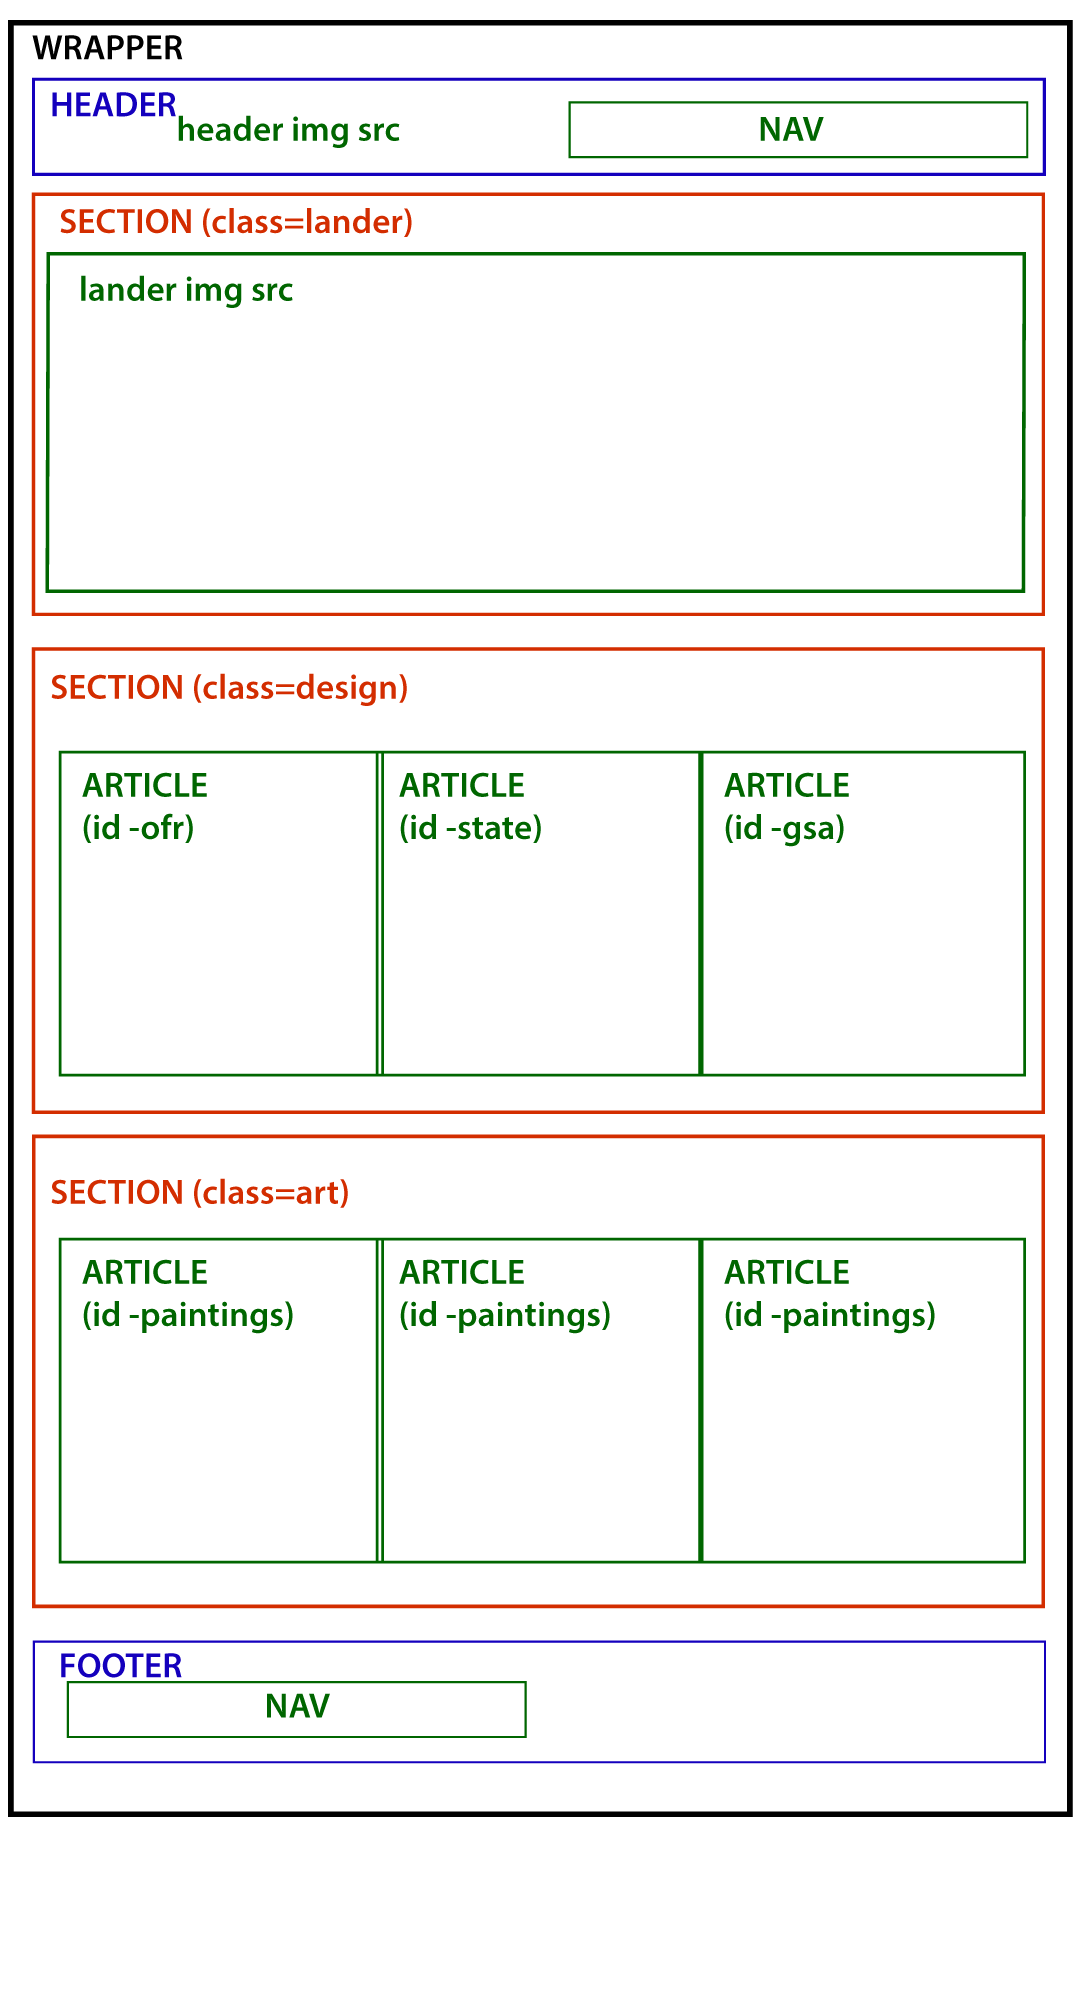 WRAPPER
HEADER
header img src
NAV
SECTION (class=lander)
lander img src
SECTION (class=design)
ARTICLE
(id -ofr)
ARTICLE
(id -state)
ARTICLE
(id -gsa)
SECTION (class=art)
ARTICLE
(id -paintings)
ARTICLE
(id -paintings)
ARTICLE
(id -paintings)
FOOTER
NAV